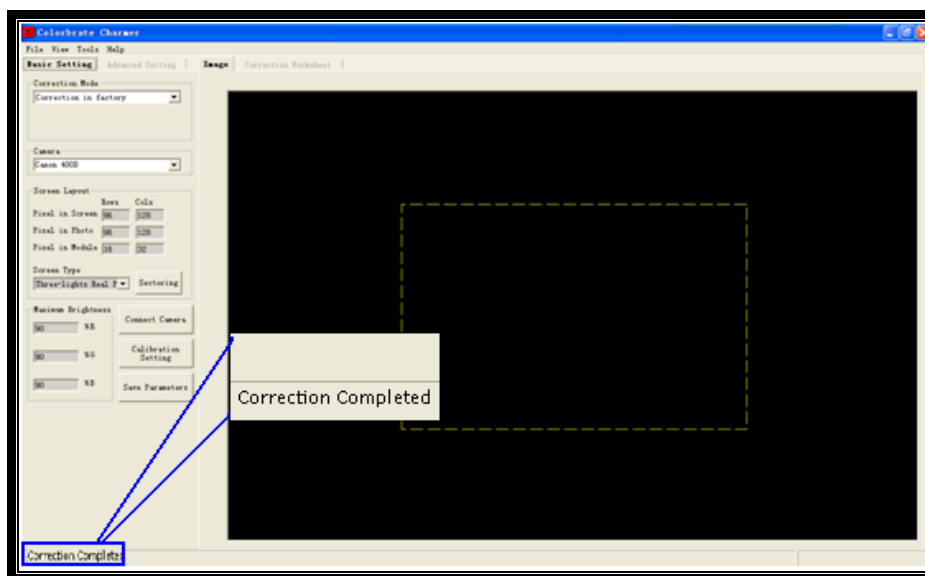 Colorbrate Charmer
File View Tools Help
Basic Setting Advanced Setting Image Correction Worksheet
Correction Mode
Correction in factory
Camera
Canon 400D
Screen Layout
Rows Cols
Pixel in Screen 96 128
Pixel in Photo 96 128
Pixel in Module 16 32
Screen Type
Three-lights Real P Sectoring
Maximum Brightness
90 %R Connect Camera
90 %G Calibration Setting
90 %B Save Parameters
Correction Completed
Correction Complete